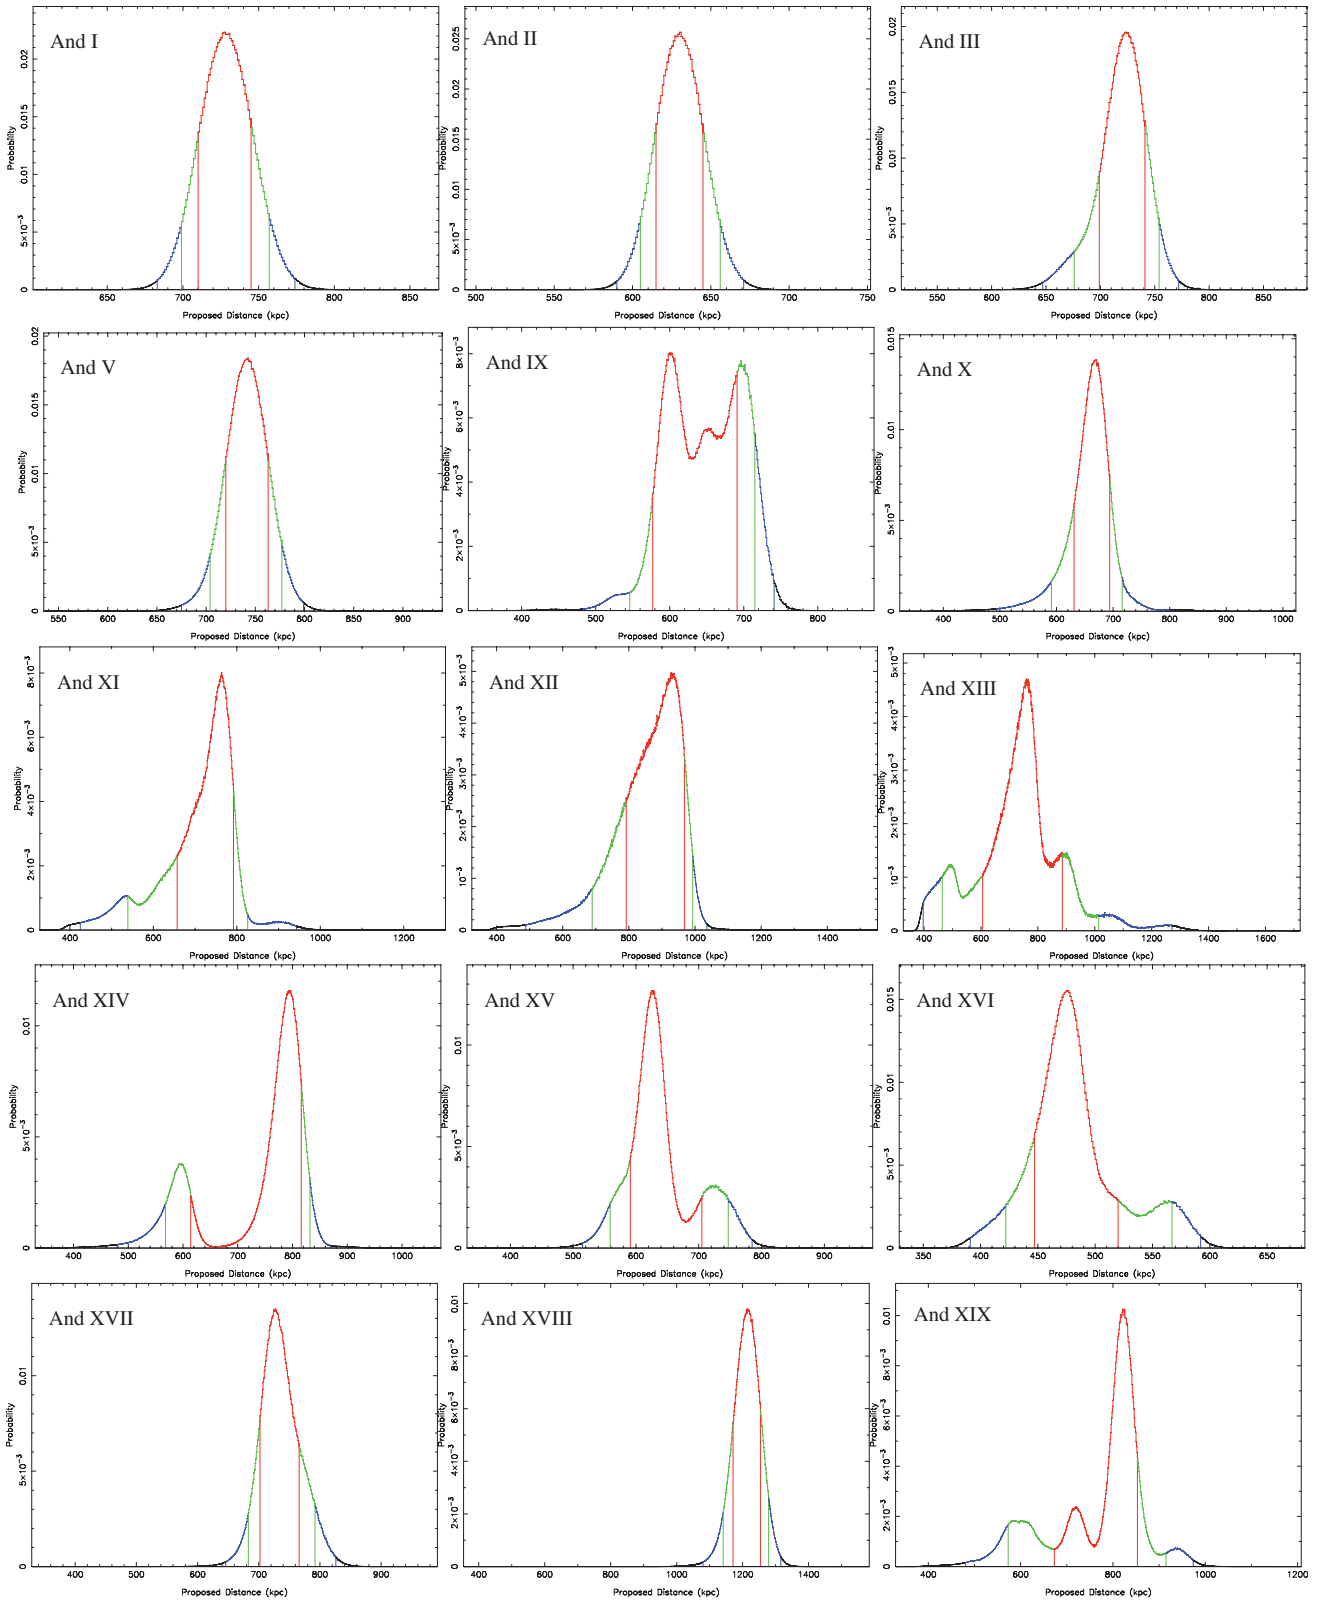 And I
0 5×10⁻³ 0.01 0.015 0.02
Probability
650 700 750 800 850
Proposed Distance (kpc)
And II
0 5×10⁻³ 0.01 0.015 0.02 0.025
Probability
500 550 600 650 700 750
Proposed Distance (kpc)
And III
0 5×10⁻³ 0.01 0.015 0.02
Probability
550 600 650 700 750 800 850
Proposed Distance (kpc)
And V
0 5×10⁻³ 0.01 0.015 0.02
Probability
550 600 650 700 750 800 850 900
Proposed Distance (kpc)
And IX
0 2×10⁻³ 4×10⁻³ 6×10⁻³ 8×10⁻³
Probability
400 500 600 700 800
Proposed Distance (kpc)
And X
0 5×10⁻³ 0.01 0.015
Probability
400 500 600 700 800 900 1000
Proposed Distance (kpc)
And XI
0 2×10⁻³ 4×10⁻³ 6×10⁻³ 8×10⁻³
Probability
400 600 800 1000 1200
Proposed Distance (kpc)
And XII
0 10⁻³ 2×10⁻³ 3×10⁻³ 4×10⁻³ 5×10⁻³
Probability
400 600 800 1000 1200 1400
Proposed Distance (kpc)
And XIII
0 10⁻³ 2×10⁻³ 3×10⁻³ 4×10⁻³ 5×10⁻³
Probability
400 600 800 1000 1200 1400 1600
Proposed Distance (kpc)
And XIV
0 5×10⁻³ 0.01
Probability
400 500 600 700 800 900 1000
Proposed Distance (kpc)
And XV
0 5×10⁻³ 0.01
Probability
400 500 600 700 800 900
Proposed Distance (kpc)
And XVI
0 5×10⁻³ 0.01 0.015
Probability
350 400 450 500 550 600 650
Proposed Distance (kpc)
And XVII
0 5×10⁻³ 0.01
Probability
500 600 700 800 900
Proposed Distance (kpc)
And XVIII
0 2×10⁻³ 4×10⁻³ 6×10⁻³ 8×10⁻³ 0.01
Probability
400 600 800 1000 1200 1400
Proposed Distance (kpc)
And XIX
0 2×10⁻³ 4×10⁻³ 6×10⁻³ 8×10⁻³ 0.01
Probability
400 600 800 1000 1200
Proposed Distance (kpc)